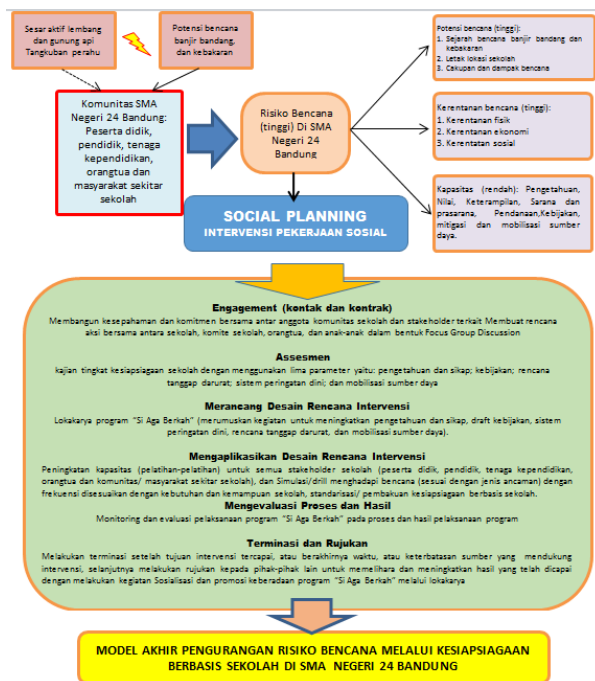 Sesar aktif lembang
dan gunung api
Tangkuban perahu
Potensi bencana
banjir bandang,
dan kebakaran
Komunitas SMA
Negeri 24 Bandung:
Peserta didik,
pendidik, tenaga
kependidikan,
orangtua dan
masyarakat sekitar
sekolah
Risiko Bencana
(tinggi) Di SMA
Negeri 24
Bandung
Potensi bencana (tinggi):
1. Sejarah bencana banjir bandang dan
kebakaran
2. Letak lokasi sekolah
3. Cakupan dan dampak bencana
Kerentanan bencana (tinggi):
1. Kerentanan fisik
2. Kerentanan ekonomi
3. Kerentatan sosial
Kapasitas (rendah): Pengetahuan,
Nilai, Keterampilan, Sarana dan
prasarana, Pendanaan,Kebijakan,
mitigasi dan mobilisasi sumber
daya.
SOCIAL PLANNING
INTERVENSI PEKERJAAN SOSIAL
Engagement (kontak dan kontrak)
Membangun kesepahaman dan komitmen bersama antar anggota komunitas sekolah dan stakeholder terkait Membuat rencana
aksi bersama antara sekolah, komite sekolah, orangtua, dan anak-anak dalam bentuk Focus Group Discussion
Assesmen
kajian tingkat kesiapsiagaan sekolah dengan menggunakan lima parameter yaitu: pengetahuan dan sikap; kebijakan; rencana
tanggap darurat; sistem peringatan dini; dan mobilisasi sumber daya
Merancang Desain Rencana Intervensi
Lokakarya program "Si Aga Berkah" (merumuskan kegiatan untuk meningkatkan pengetahuan dan sikap, draft kebijakan, sistem
peringatan dini, rencana tanggap darurat, dan mobilisasi sumber daya).
Mengaplikasikan Desain Rencana Intervensi
Peningkatan kapasitas (pelatihan-pelatihan) untuk semua stakeholder sekolah (peserta didik, pendidik, tenaga kependidikan,
orangtua dan komunitas/ masyarakat sekitar sekolah), dan Simulasi/drill menghadapi bencana (sesuai dengan jenis ancaman) dengan
frekuensi disesuaikan dengan kebutuhan dan kemampuan sekolah, standarisasi/ pembakuan kesiapsiagaan berbasis sekolah.
Mengevaluasi Proses dan Hasil
Monitoring dan evaluasi pelaksanaan program "Si Aga Berkah" pada proses dan hasil pelaksanaan program
Terminasi dan Rujukan
Melakukan terminasi setelah tujuan intervensi tercapai, atau berakhirnya waktu, atau keterbatasan sumber yang mendukung
intervensi, selanjutnya melakukan rujukan kepada pihak-pihak lain untuk memelihara dan meningkatkan hasil yang telah dicapai
dengan melakukan kegiatan Sosialisasi dan promosi keberadaan program "Si Aga Berkah" melalui lokakarya
MODEL AKHIR PENGURANGAN RISIKO BENCANA MELALUI KESIAPSIAGAAN
BERBASIS SEKOLAH DI SMA NEGERI 24 BANDUNG